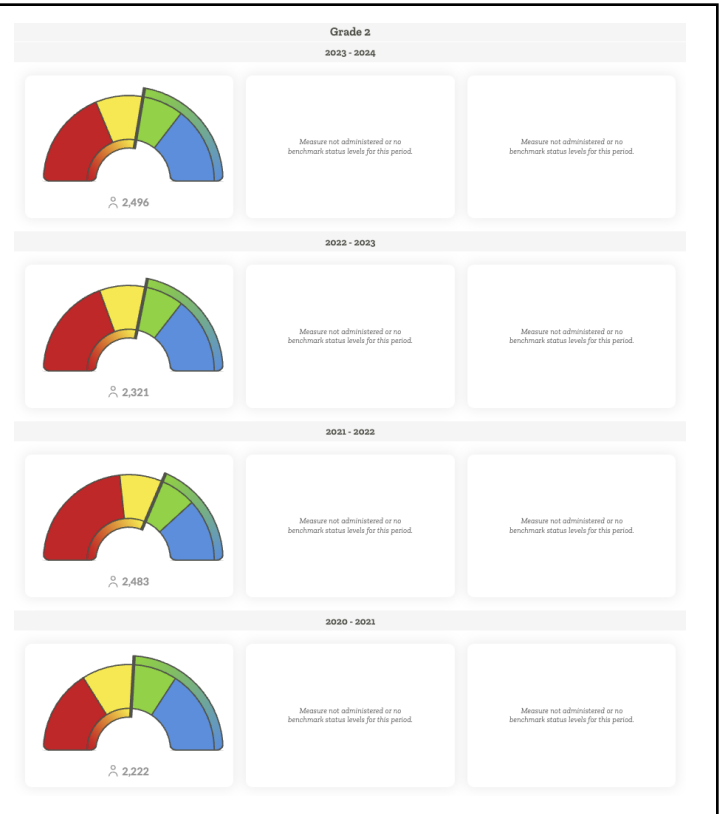 Grade 2
2023 - 2024
Measure not administered or no
benchmark status levels for this period.
Measure not administered or no
benchmark status levels for this period.
2,496
2022 - 2023
Measure not administered or no
benchmark status levels for this period.
Measure not administered or no
benchmark status levels for this period.
2,321
2021 - 2022
Measure not administered or no
benchmark status levels for this period.
Measure not administered or no
benchmark status levels for this period.
2,483
2020 - 2021
Measure not administered or no
benchmark status levels for this period.
Measure not administered or no
benchmark status levels for this period.
2,222